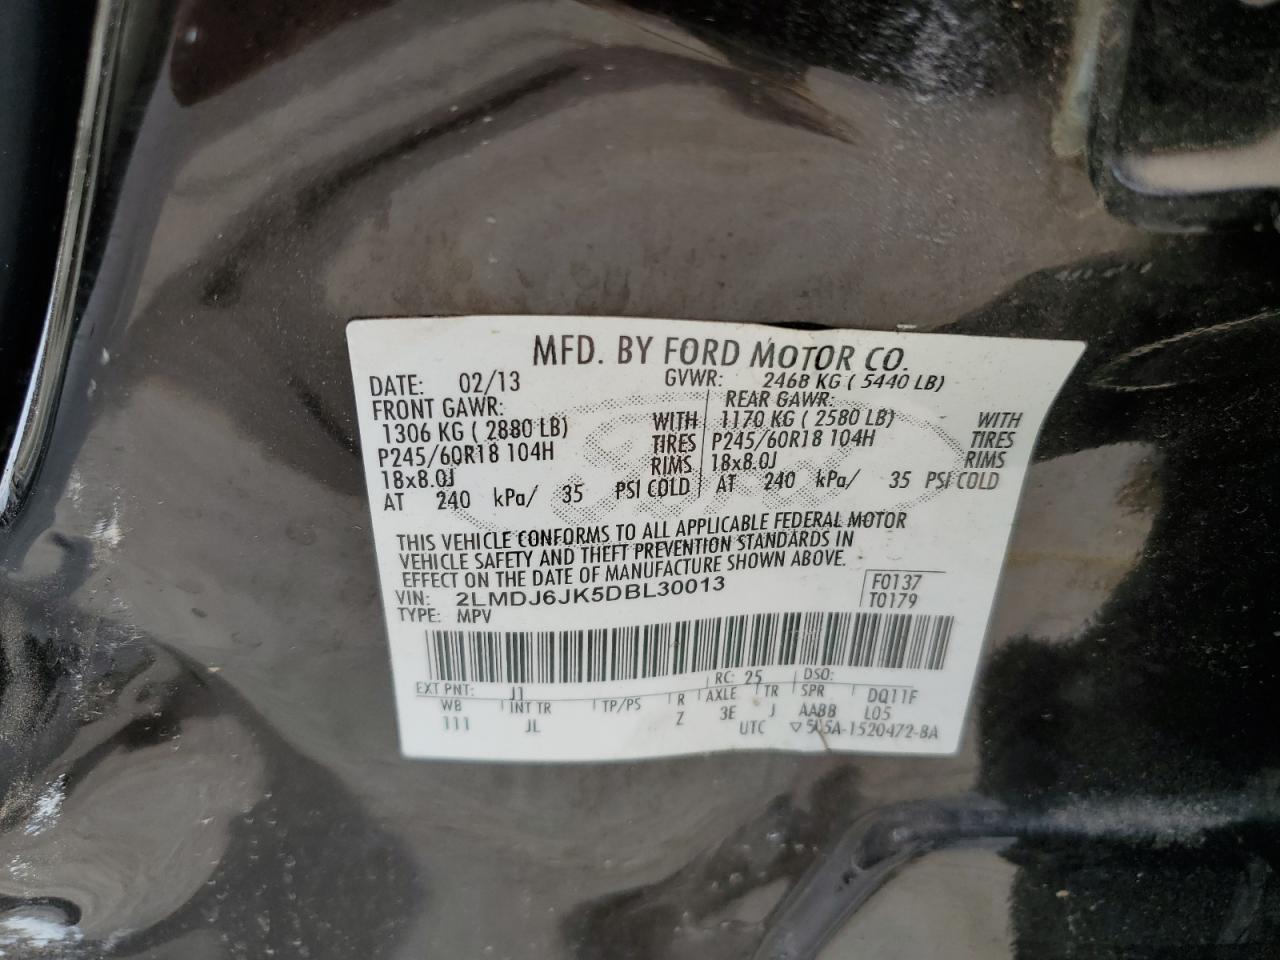 MFD. BY FORD MOTOR CO.
DATE: 02/13 GVWR: 2468 KG ( 5440 LB)
FRONT GAWR: REAR GAWR:
1306 KG ( 2880 LB) WITH 1170 KG ( 2580 LB) WITH
P245/60R18 104H TIRES P245/60R18 104H TIRES
18x8.0J RIMS 18x8.0J RIMS
AT 240 kPa/ 35 PSI COLD AT 240 kPa/ 35 PSI COLD
THIS VEHICLE CONFORMS TO ALL APPLICABLE FEDERAL MOTOR
VEHICLE SAFETY AND THEFT PREVENTION STANDARDS IN
EFFECT ON THE DATE OF MANUFACTURE SHOWN ABOVE.
VIN: 2LMDJ6JK5DBL30013 F0137
TYPE: MPV T0179
RC: 25 DSO:
EXT PNT: J1
WB INT TR TP/PS R AXLE TR SPR DQ11F
111 JL Z 3E J AABB L05
UTC